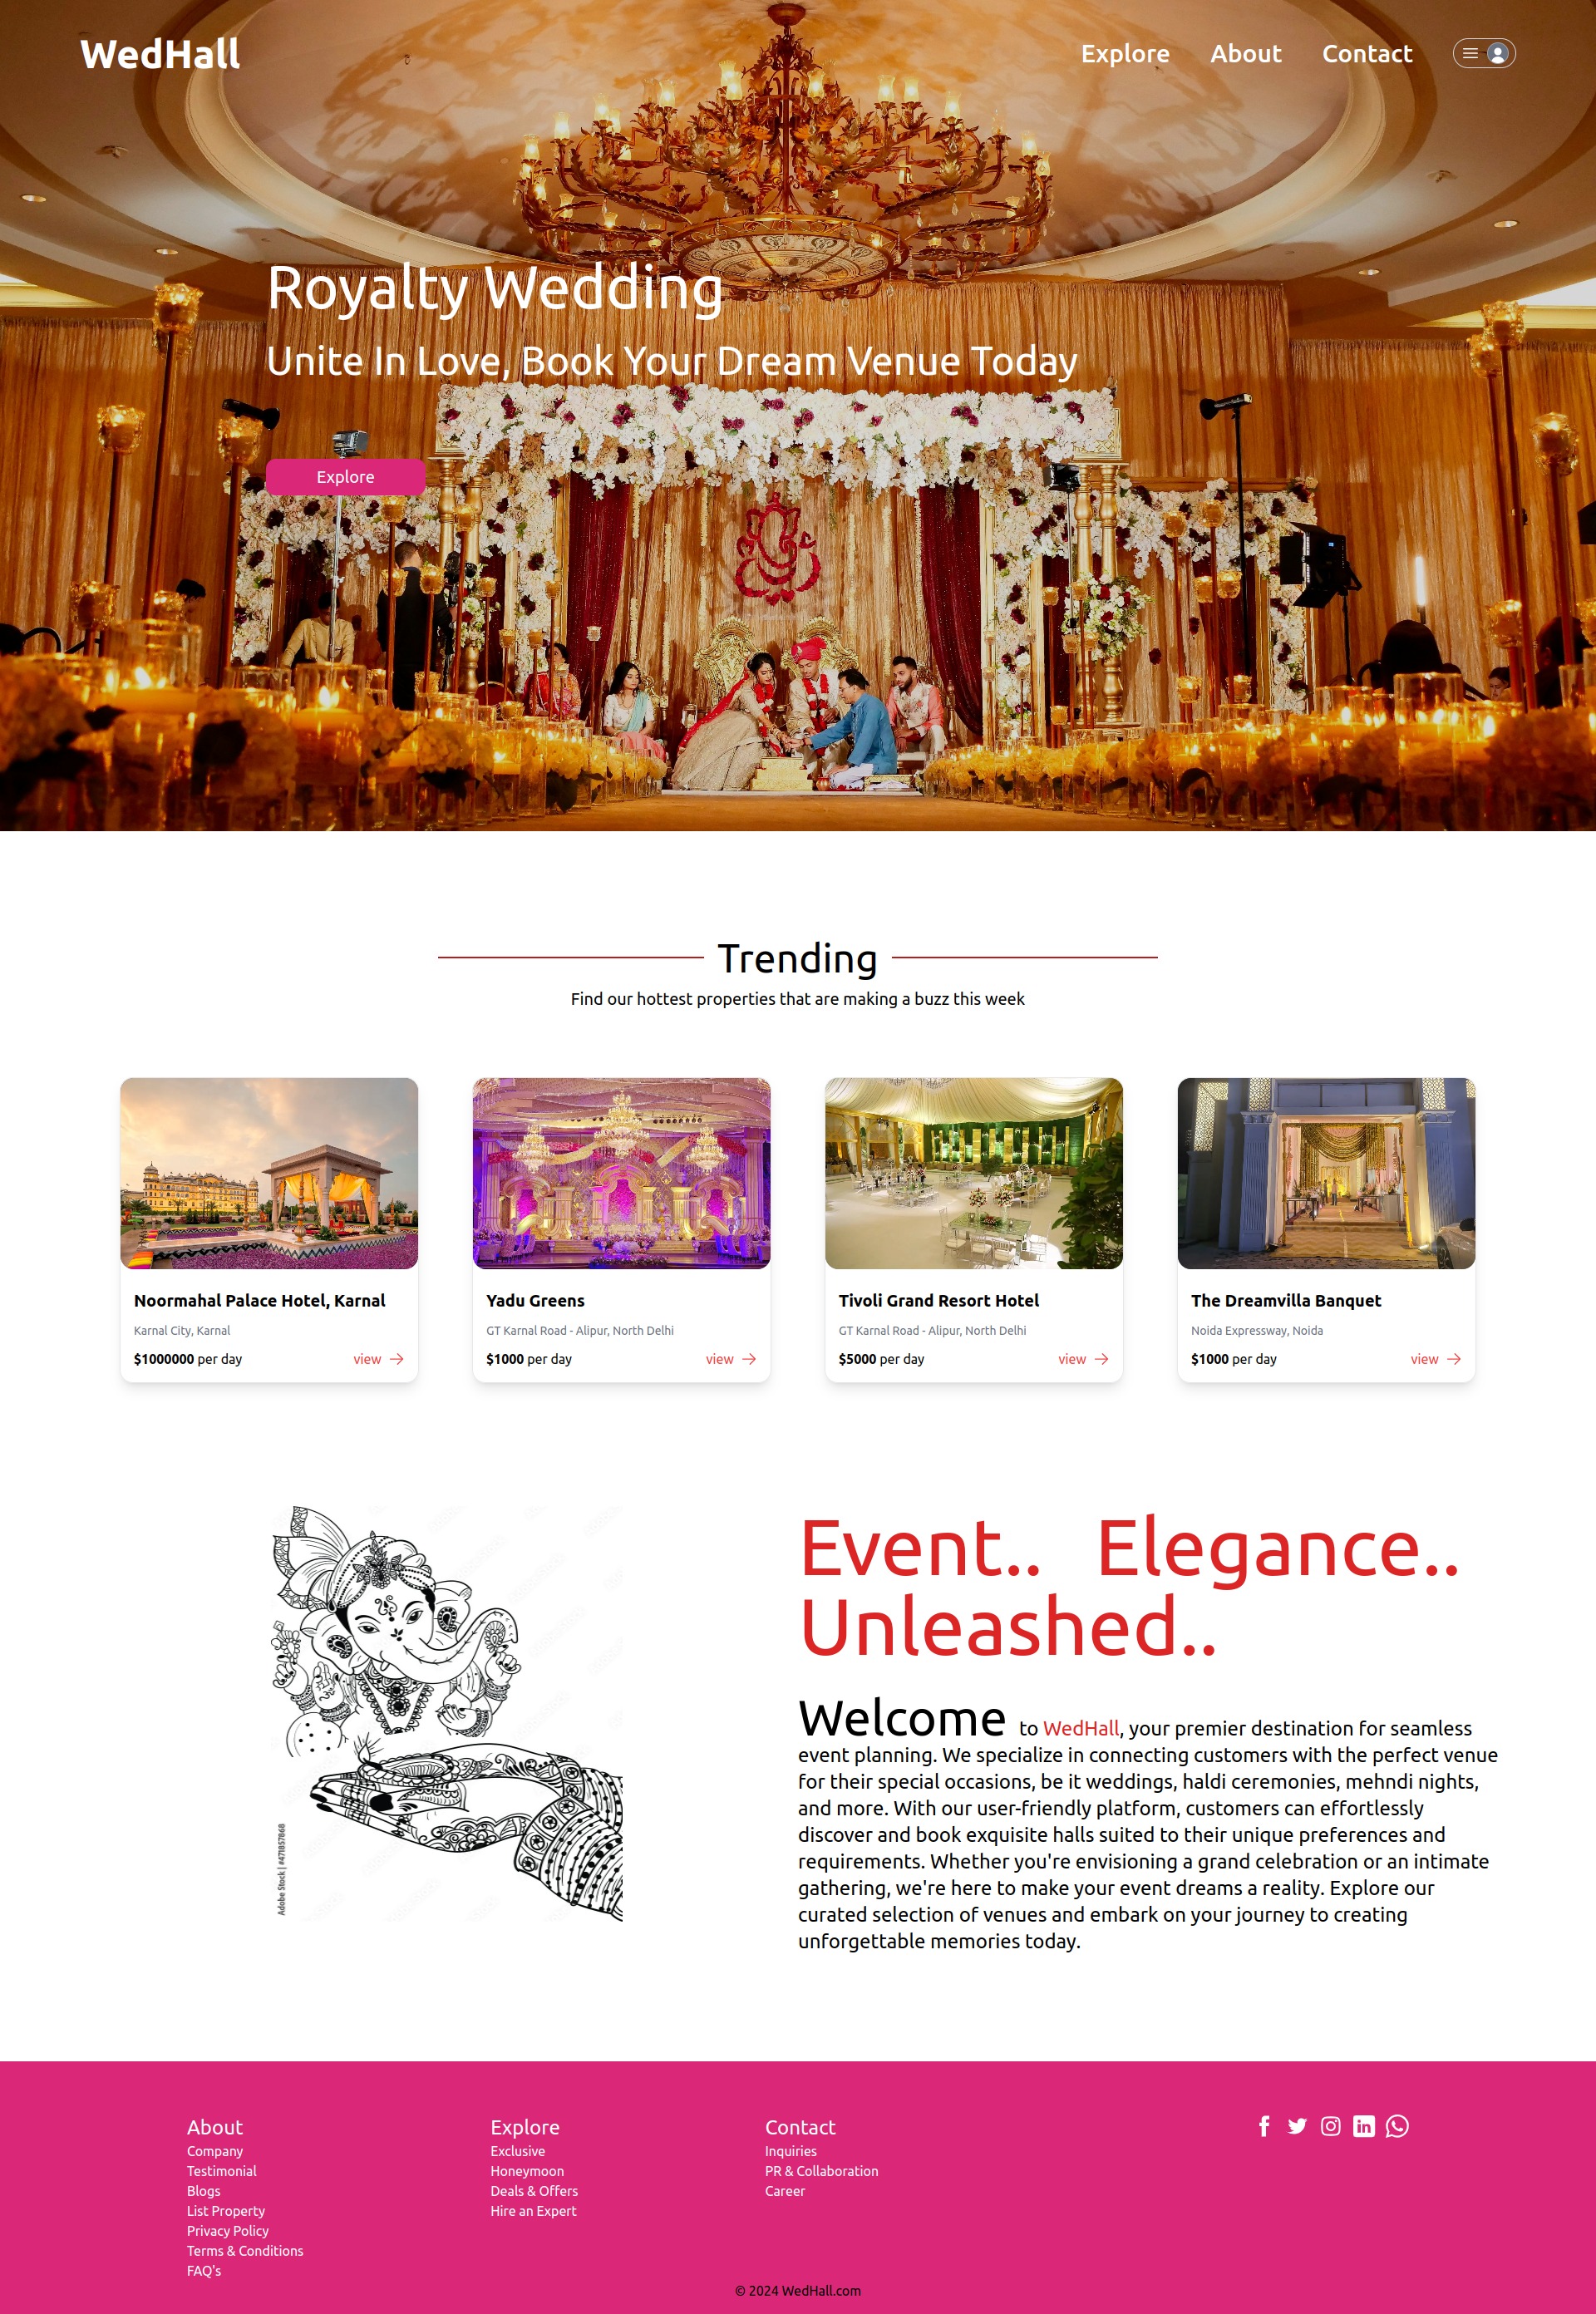 WedHall
Explore
About
Contact
Royalty Wedding
Unite In Love, Book Your Dream Venue Today
Explore
Trending
Find our hottest properties that are making a buzz this week
Noormahal Palace Hotel, Karnal
Karnal City, Karnal
$1000000 per day
view
Yadu Greens
GT Karnal Road - Alipur, North Delhi
$1000 per day
view
Tivoli Grand Resort Hotel
GT Karnal Road - Alipur, North Delhi
$5000 per day
view
The Dreamvilla Banquet
Noida Expressway, Noida
$1000 per day
view
Adobe Stock | #471857868
Event.. Elegance..
Unleashed..
Welcome to WedHall, your premier destination for seamless
event planning. We specialize in connecting customers with the perfect venue
for their special occasions, be it weddings, haldi ceremonies, mehndi nights,
and more. With our user-friendly platform, customers can effortlessly
discover and book exquisite halls suited to their unique preferences and
requirements. Whether you're envisioning a grand celebration or an intimate
gathering, we're here to make your event dreams a reality. Explore our
curated selection of venues and embark on your journey to creating
unforgettable memories today.
About
Company
Testimonial
Blogs
List Property
Privacy Policy
Terms & Conditions
FAQ's
Explore
Exclusive
Honeymoon
Deals & Offers
Hire an Expert
Contact
Inquiries
PR & Collaboration
Career
© 2024 WedHall.com